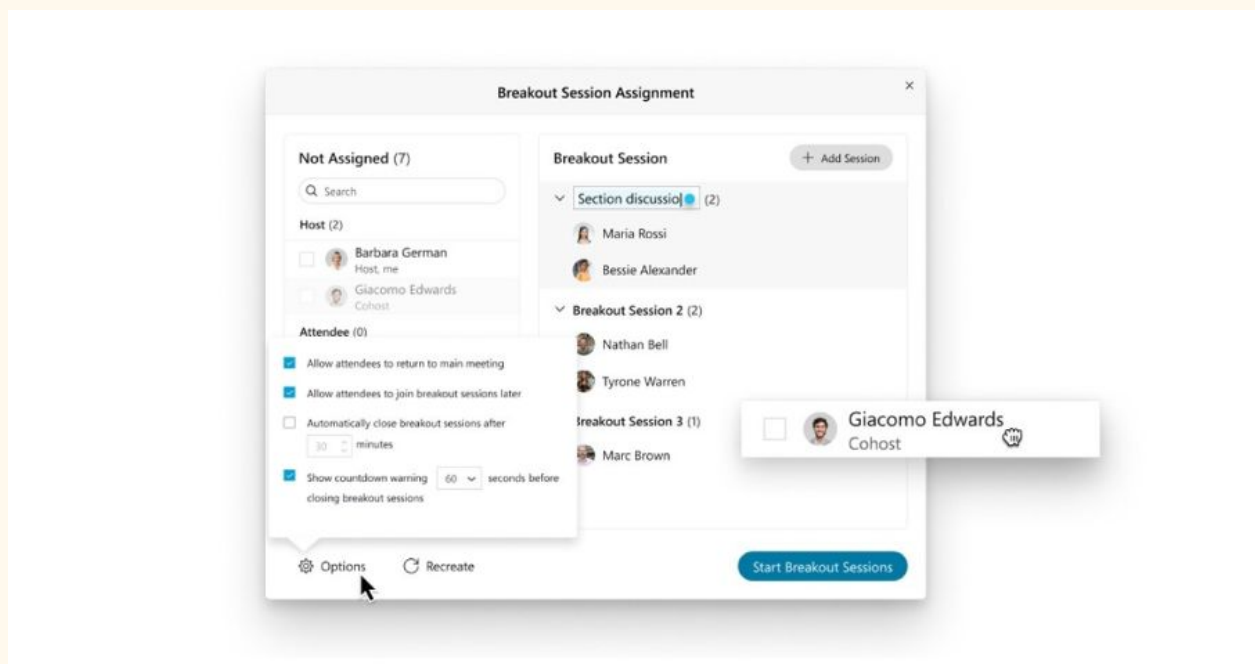 Breakout Session Assignment
Not Assigned (7)
Search
Host (2)
Barbara German
Host, me
Giacomo Edwards
Cohost
Attendee (0)
Allow attendees to return to main meeting
Allow attendees to join breakout sessions later
Automatically close breakout sessions after
30 minutes
Show countdown warning 60 seconds before
closing breakout sessions
Options
Recreate
Breakout Session
+ Add Session
Section discussio (2)
Maria Rossi
Bessie Alexander
Breakout Session 2 (2)
Nathan Bell
Tyrone Warren
Breakout Session 3 (1)
Marc Brown
Giacomo Edwards
Cohost
Start Breakout Sessions